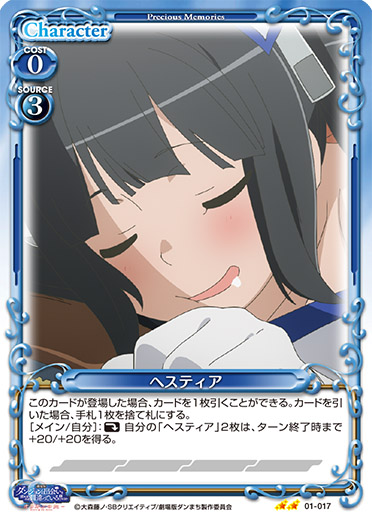 Precious Memories
Character
COST
0
SOURCE
3
ヘスティア
このカードが登場した場合、カードを1枚引くことができる。カードを引
いた場合、手札1枚を捨て札にする。
[メイン/自分]: 自分の「ヘスティア」2枚は、ターン終了時まで
+20/+20を得る。
©大森藤ノ・SBクリエイティブ/劇場版ダンまち製作委員会
01-017